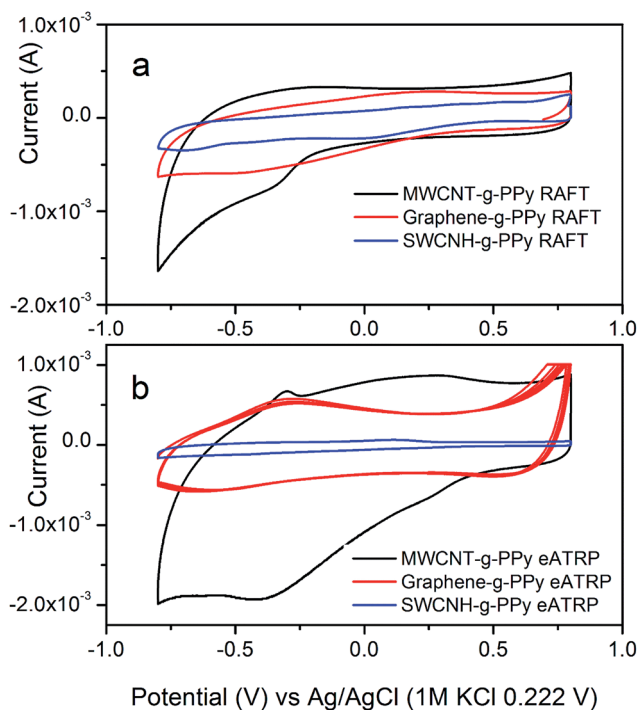 1.0x10⁻³
a
0.0
Current (A)
-1.0x10⁻³
MWCNT-g-PPy RAFT
Graphene-g-PPy RAFT
SWCNH-g-PPy RAFT
-2.0x10⁻³
-1.0 -0.5 0.0 0.5 1.0
1.0x10⁻³
b
0.0
Current (A)
-1.0x10⁻³
MWCNT-g-PPy eATRP
Graphene-g-PPy eATRP
SWCNH-g-PPy eATRP
-2.0x10⁻³
-1.0 -0.5 0.0 0.5 1.0
Potential (V) vs Ag/AgCl (1M KCl 0.222 V)